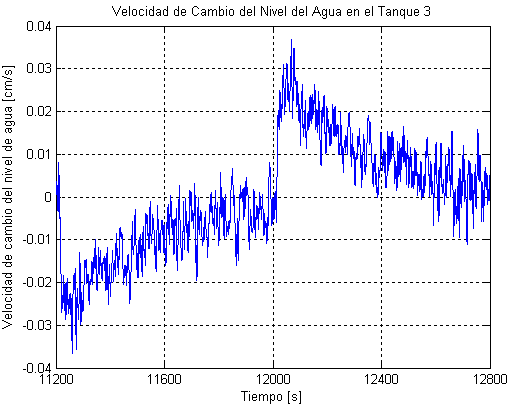 Velocidad de Cambio del Nivel del Agua en el Tanque 3
0.04
0.03
0.02
0.01
0
-0.01
-0.02
-0.03
-0.04
Velocidad de cambio del nivel de agua [cm/s]
11200 11600 12000 12400 12800
Tiempo [s]